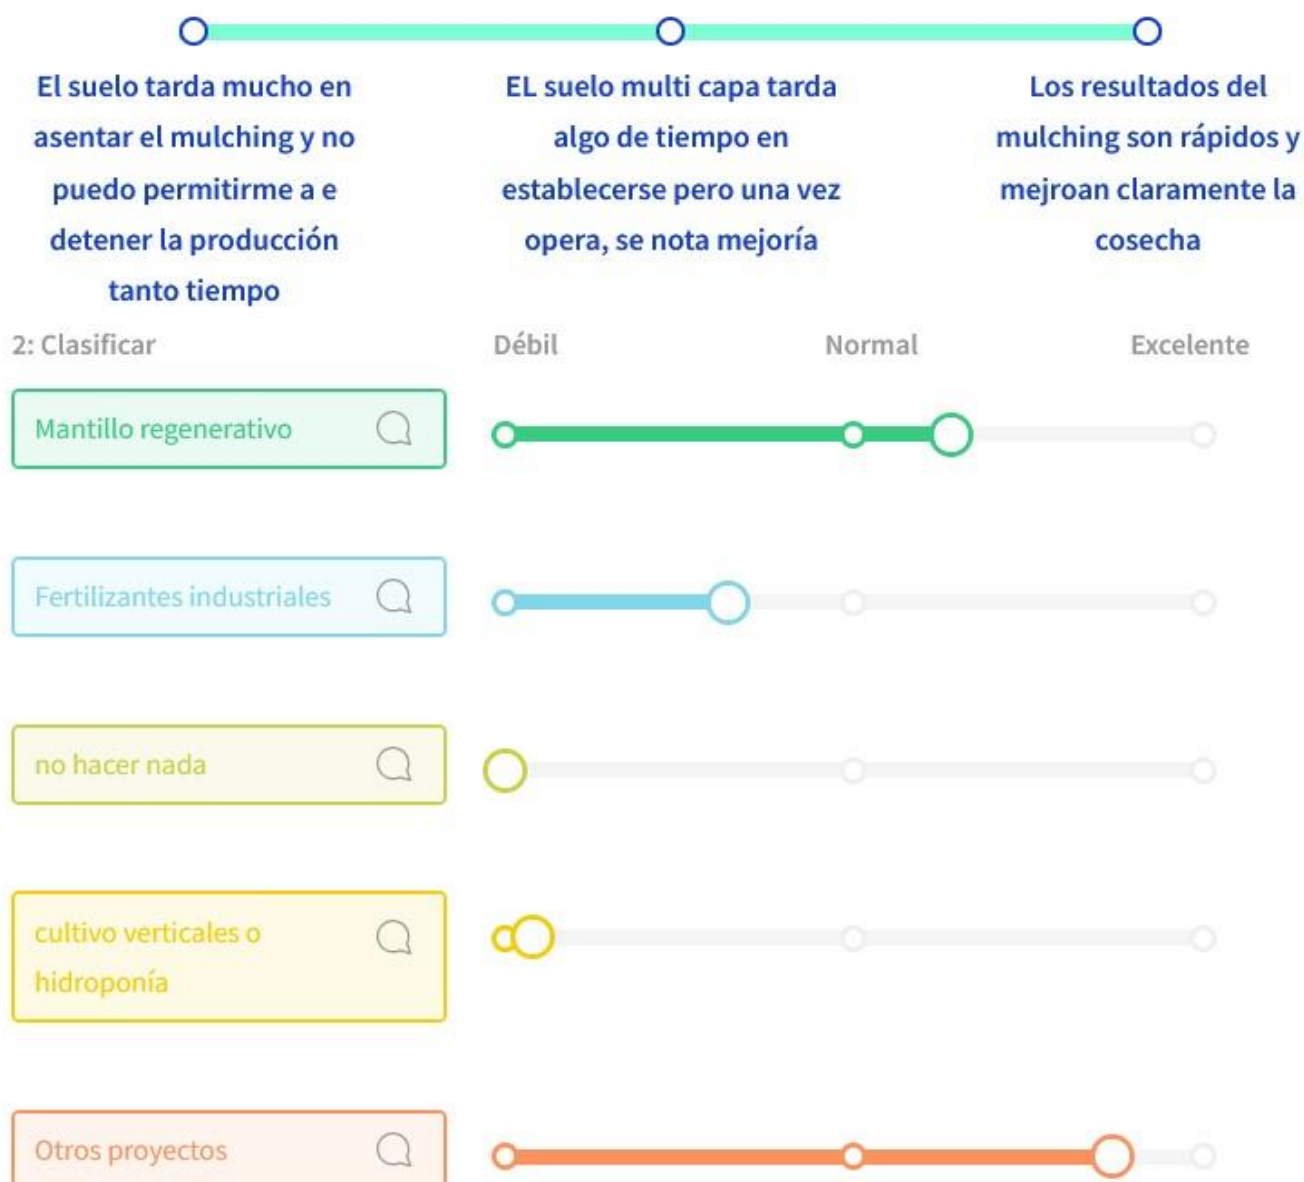 El suelo tarda mucho en
asentar el mulching y no
puedo permitirme a e
detener la producción
tanto tiempo
EL suelo multi capa tarda
algo de tiempo en
establecerse pero una vez
opera, se nota mejoría
Los resultados del
mulching son rápidos y
mejroan claramente la
cosecha
2: Clasificar
Débil
Normal
Excelente
Mantillo regenerativo
Fertilizantes industriales
no hacer nada
cultivo verticales o
hidroponía
Otros proyectos